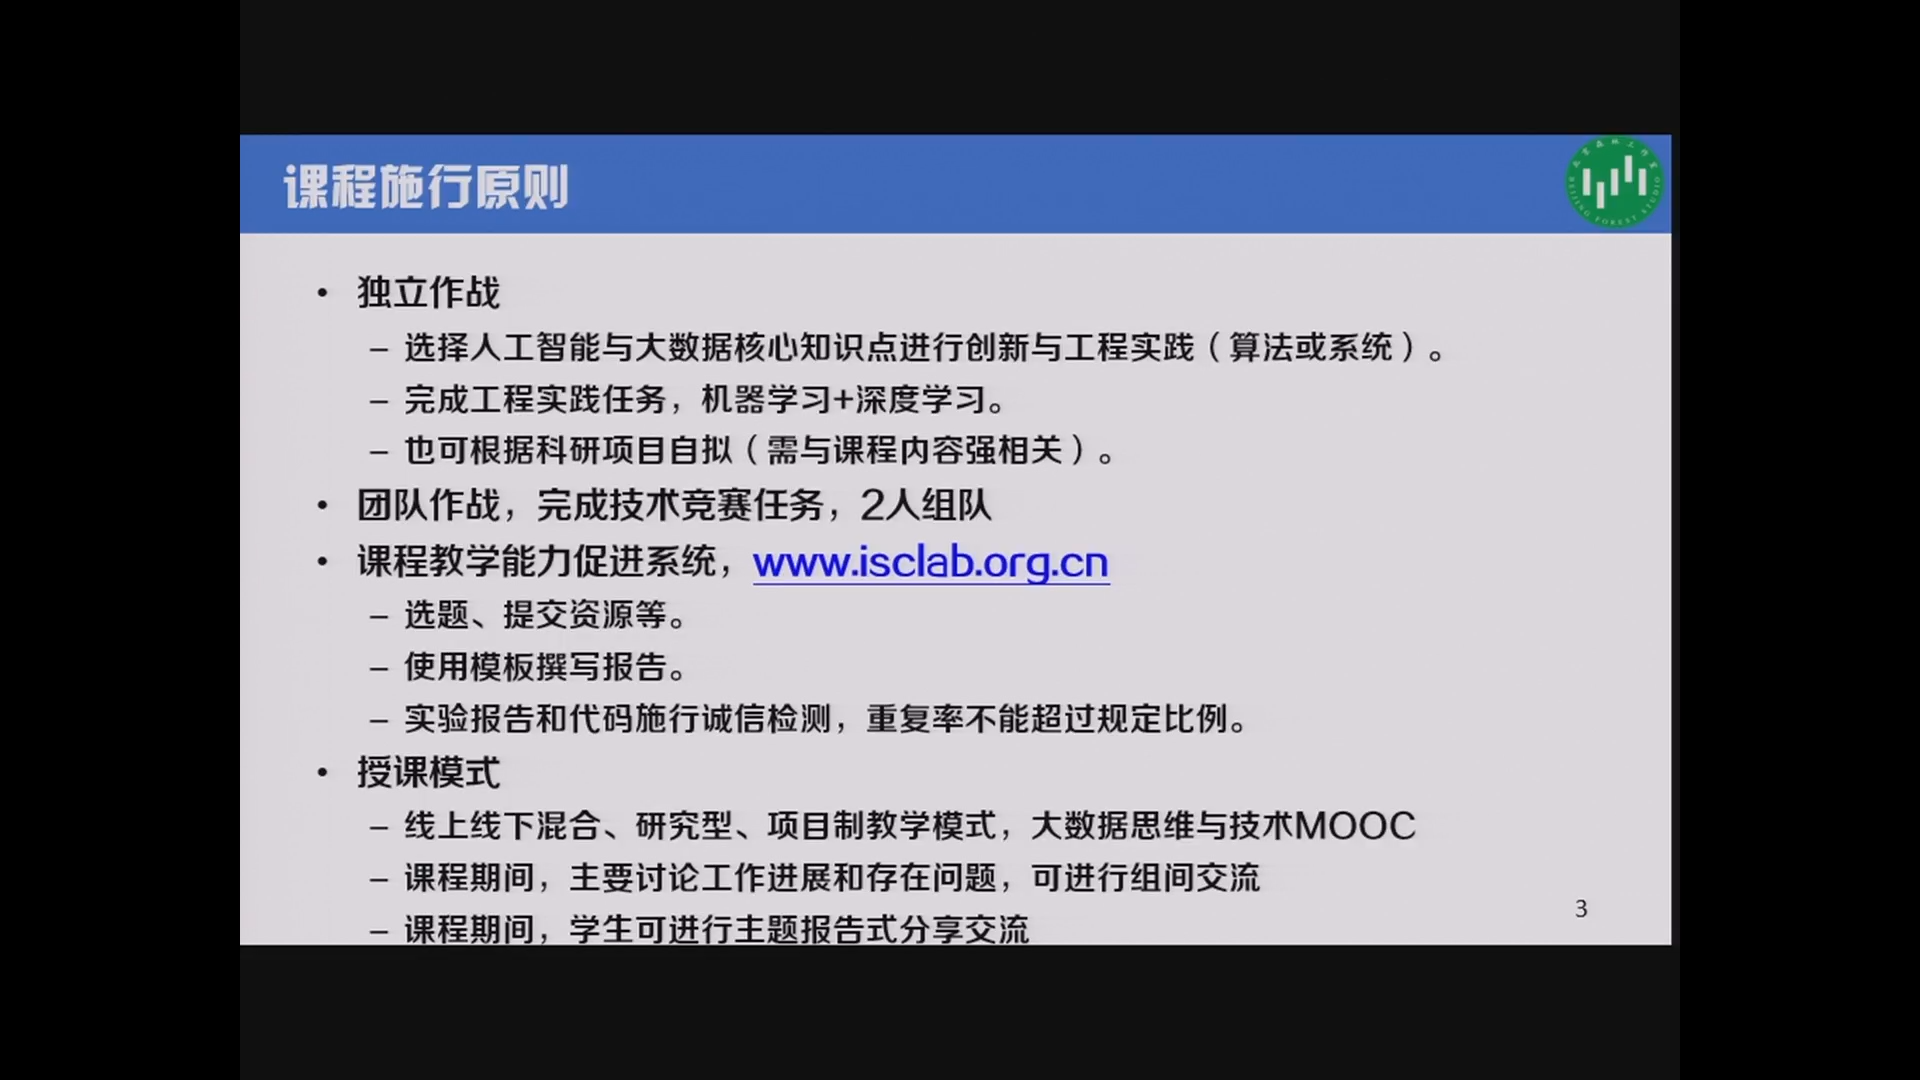 课程施行原则
北京森林工作室
BEIJING FOREST STUDIO
• 独立作战
– 选择人工智能与大数据核心知识点进行创新与工程实践（算法或系统）。
– 完成工程实践任务，机器学习+深度学习。
– 也可根据科研项目自拟（需与课程内容强相关）。
• 团队作战，完成技术竞赛任务，2人组队
• 课程教学能力促进系统，www.isclab.org.cn
– 选题、提交资源等。
– 使用模板撰写报告。
– 实验报告和代码施行诚信检测，重复率不能超过规定比例。
• 授课模式
– 线上线下混合、研究型、项目制教学模式，大数据思维与技术MOOC
– 课程期间，主要讨论工作进展和存在问题，可进行组间交流
– 课程期间，学生可进行主题报告式分享交流
3